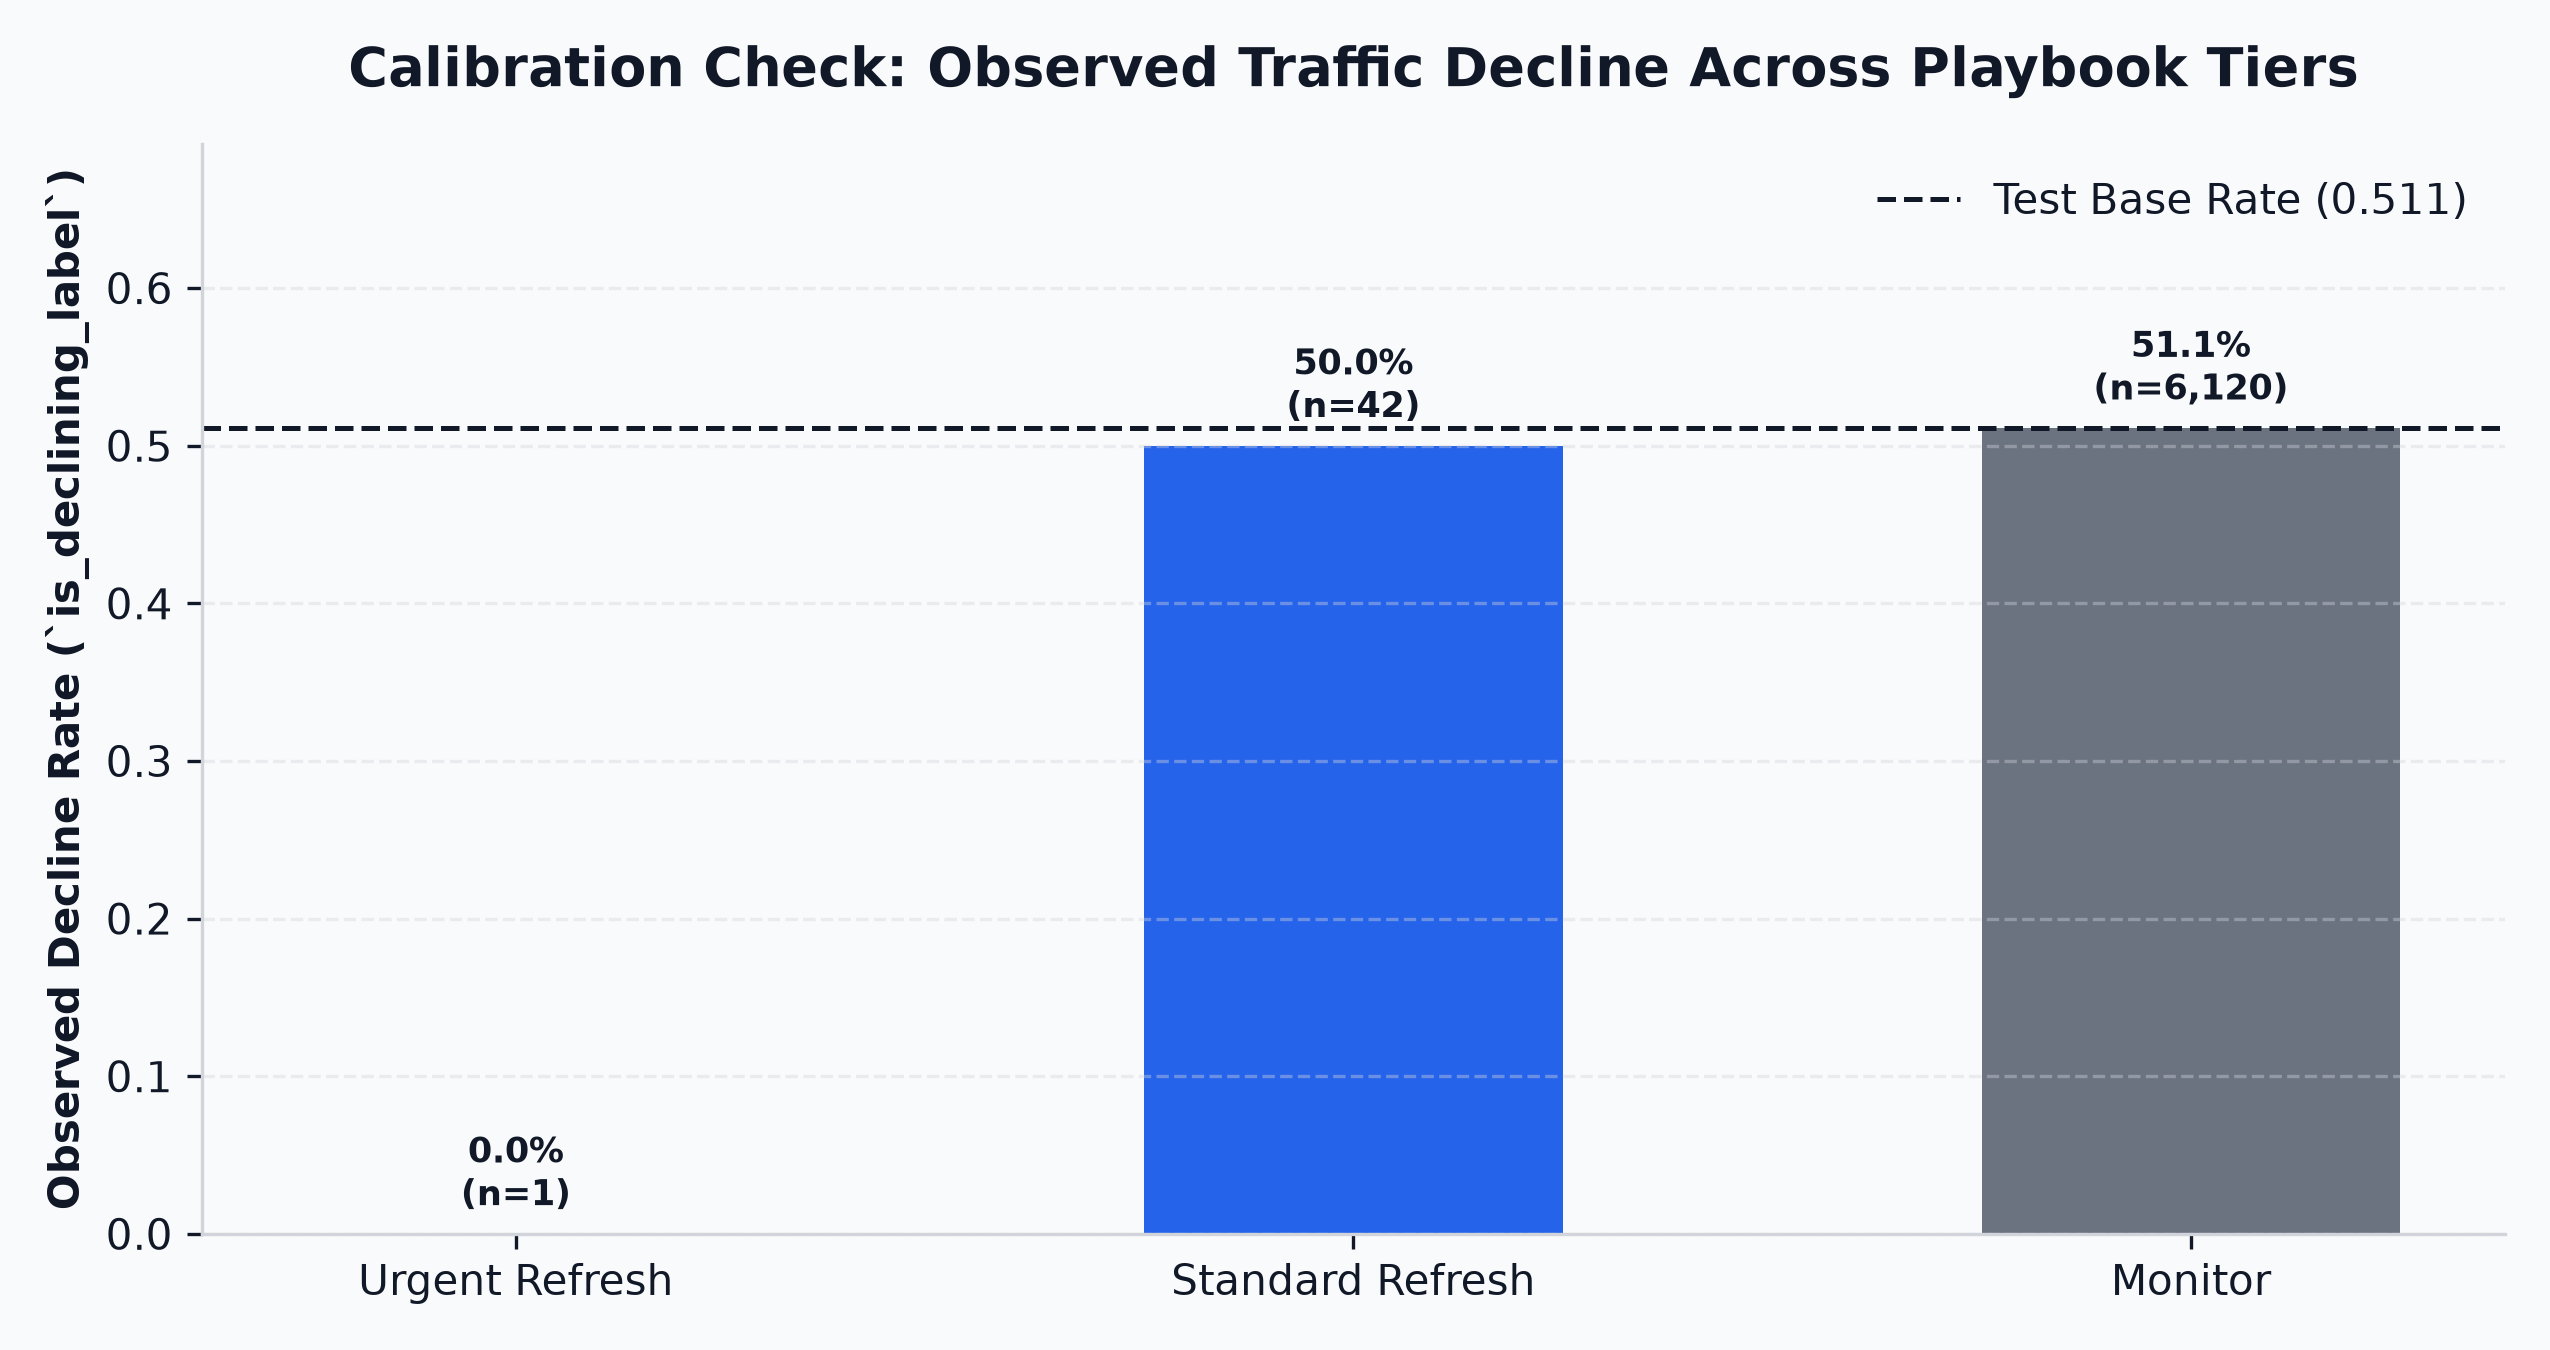 Calibration Check: Observed Traffic Decline Across Playbook Tiers
Observed Decline Rate (`is_declining_label`)
Test Base Rate (0.511)
0.6
0.5
0.4
0.3
0.2
0.1
0.0
0.0%
(n=1)
50.0%
(n=42)
51.1%
(n=6,120)
Urgent Refresh
Standard Refresh
Monitor